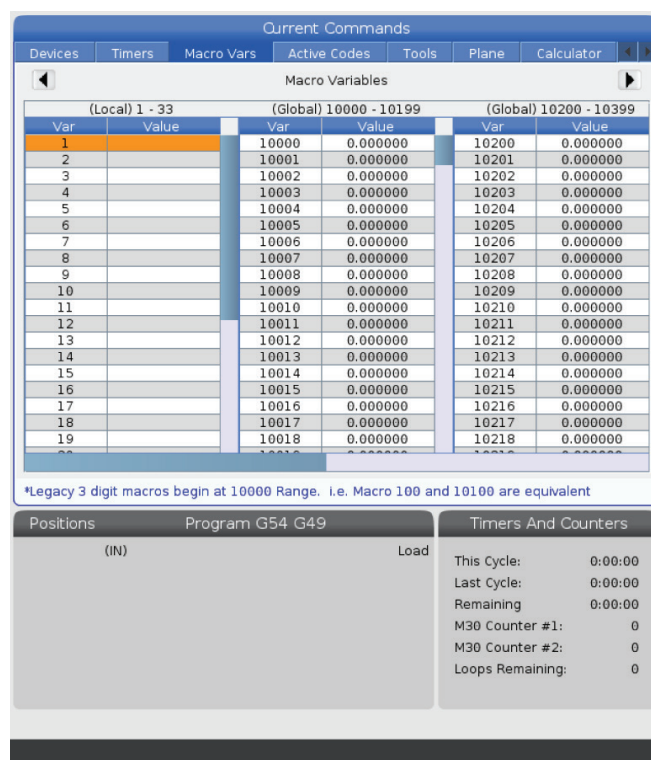 Current Commands
Devices Timers Macro Vars Active Codes Tools Plane Calculator
Macro Variables
(Local) 1 - 33 (Global) 10000 - 10199 (Global) 10200 - 10399
Var Value Var Value Var Value
1 10000 0.000000 10200 0.000000
2 10001 0.000000 10201 0.000000
3 10002 0.000000 10202 0.000000
4 10003 0.000000 10203 0.000000
5 10004 0.000000 10204 0.000000
6 10005 0.000000 10205 0.000000
7 10006 0.000000 10206 0.000000
8 10007 0.000000 10207 0.000000
9 10008 0.000000 10208 0.000000
10 10009 0.000000 10209 0.000000
11 10010 0.000000 10210 0.000000
12 10011 0.000000 10211 0.000000
13 10012 0.000000 10212 0.000000
14 10013 0.000000 10213 0.000000
15 10014 0.000000 10214 0.000000
16 10015 0.000000 10215 0.000000
17 10016 0.000000 10216 0.000000
18 10017 0.000000 10217 0.000000
19 10018 0.000000 10218 0.000000
*Legacy 3 digit macros begin at 10000 Range. i.e. Macro 100 and 10100 are equivalent
Positions Program G54 G49
(IN) Load
Timers And Counters
This Cycle: 0:00:00
Last Cycle: 0:00:00
Remaining 0:00:00
M30 Counter #1: 0
M30 Counter #2: 0
Loops Remaining: 0